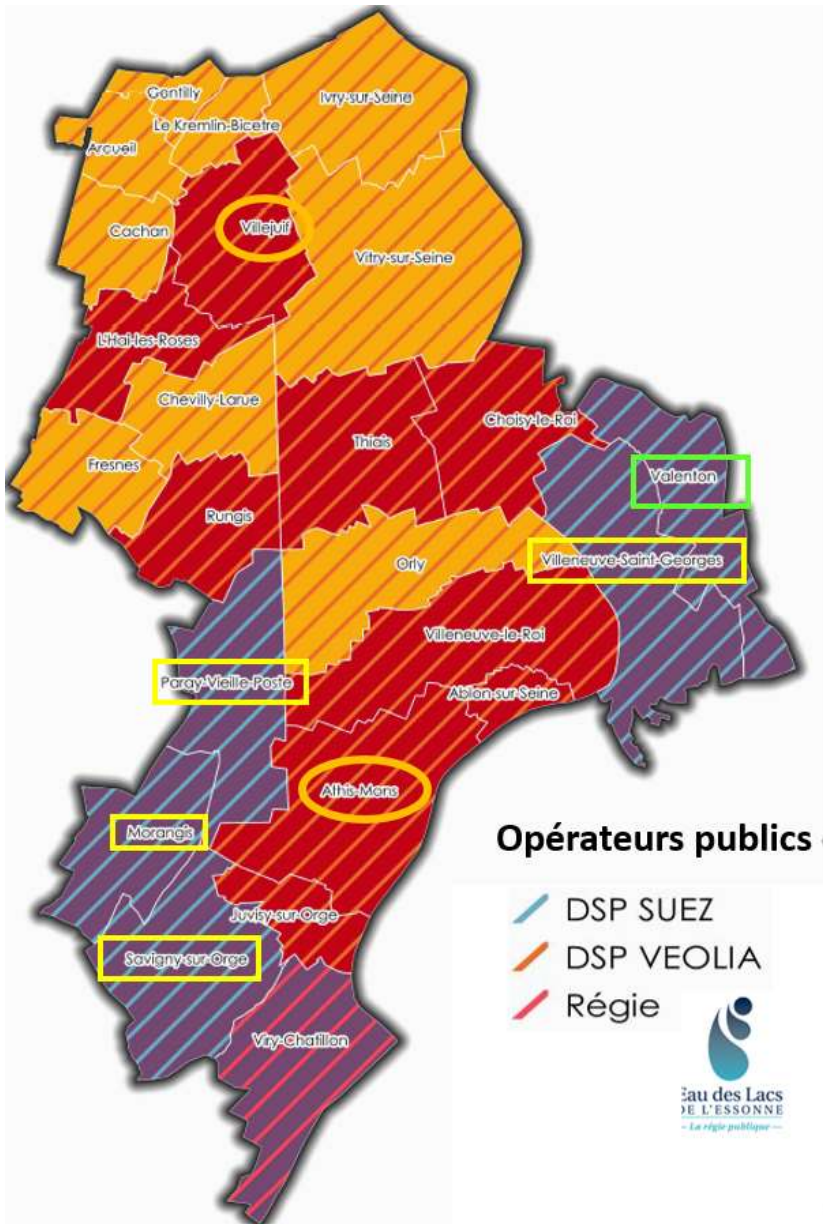 Gentilly
Ivry-sur-Seine
Le Kremlin-Bicetre
Arcueil
Villejuif
Cachan
Vitry-sur-Seine
L'Haÿ-les-Roses
Chevilly-Larue
Choisy-le-Roi
Thiais
Fresnes
Valenton
Rungis
Orly
Villeneuve-Saint-Georges
Villeneuve-le-Roi
Paray-Vieille-Poste
Ablon sur Seine
Athis-Mons
Morangis
Opérateurs publics
Juvisy-sur-Orge
Savigny-sur-Orge
Viry-Chatillon
DSP SUEZ
DSP VEOLIA
Régie
Eau des Lacs
DE L'ESSONNE
— La régie publique —